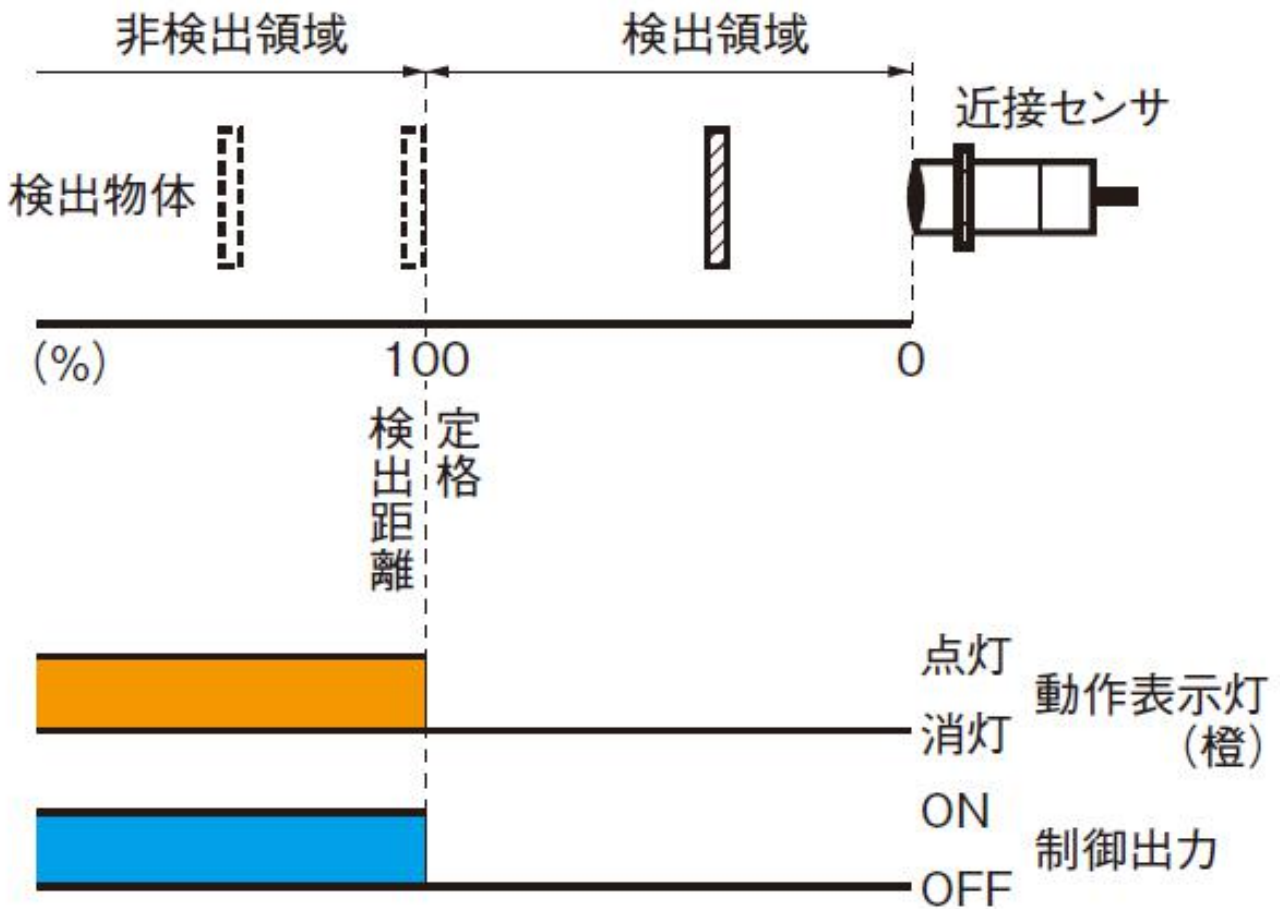 非検出領域
検出領域
近接センサ
検出物体
(%)
100
0
定格
検出距離
点灯
消灯
動作表示灯
(橙)
ON
OFF
制御出力